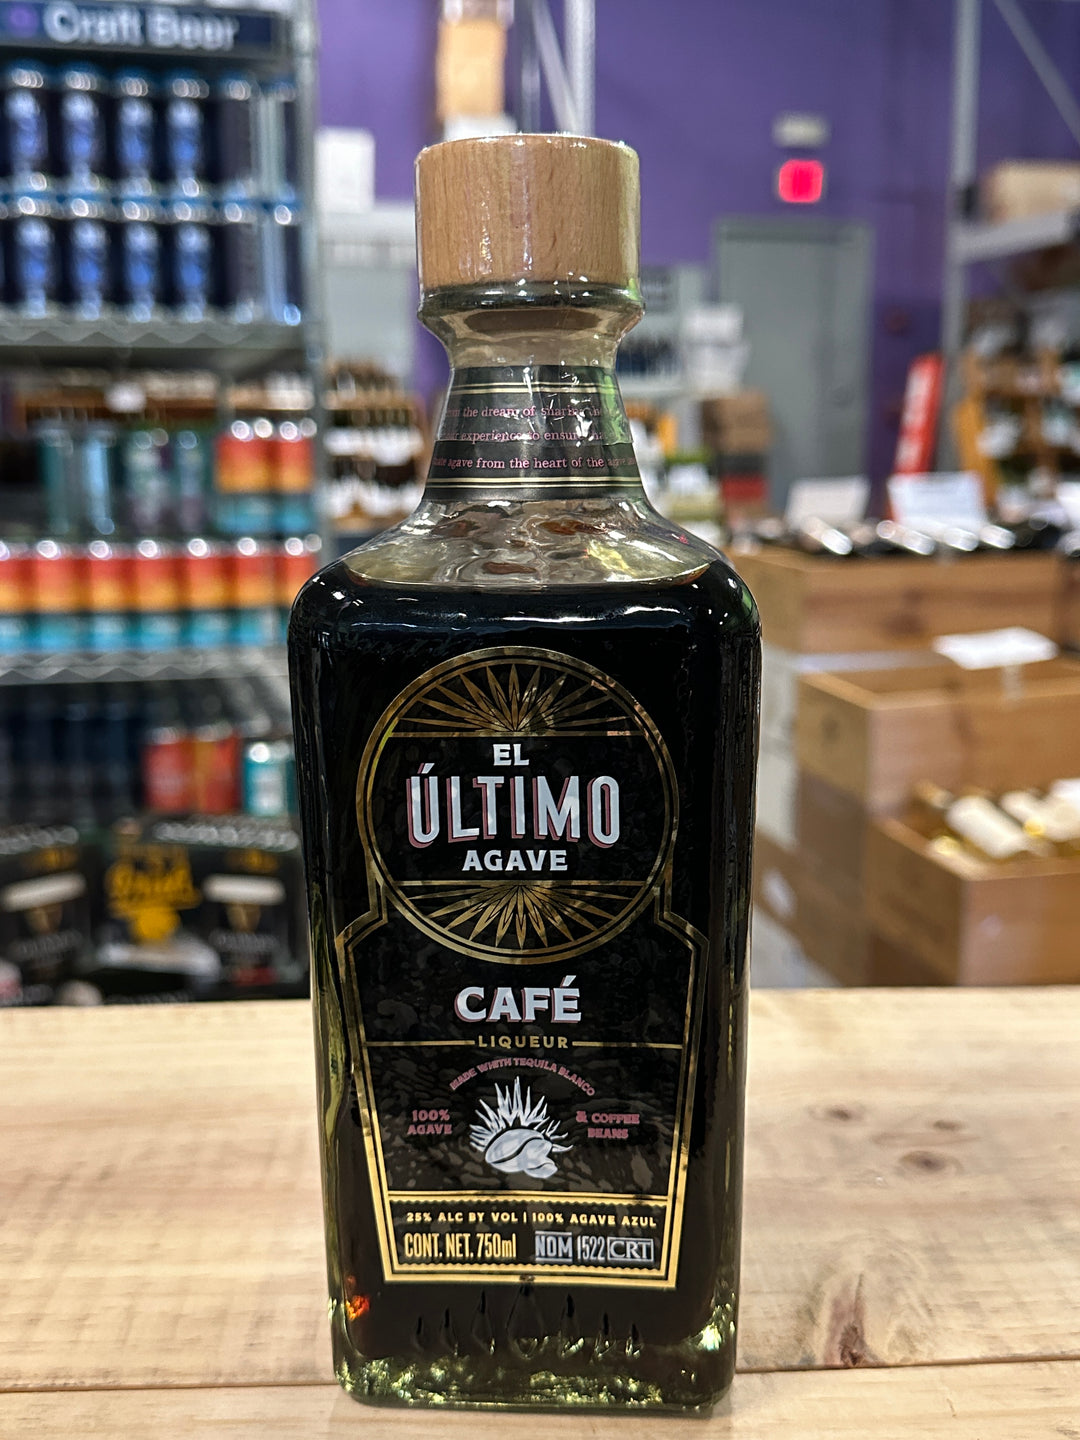 Craft Beer
the dream of sharing
experience to ensure
agave from the heart of the agave
EL
ÚLTIMO
AGAVE
CAFÉ
LIQUEUR
MADE WHITH TEQUILA BLANCO
100%
AGAVE
& COFFEE
BEANS
25% ALC BY VOL | 100% AGAVE AZUL
CONT. NET. 750ml NOM 1522 CRT